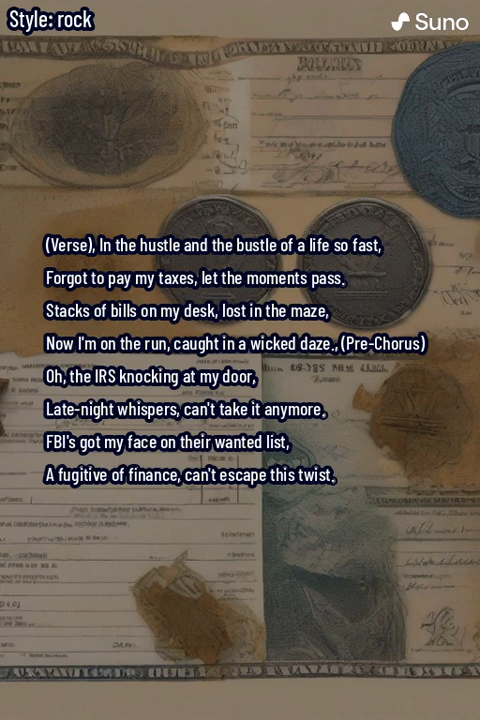 Style: rock
Suno
(Verse), In the hustle and the bustle of a life so fast,
Forgot to pay my taxes, let the moments pass.
Stacks of bills on my desk, lost in the maze,
Now I'm on the run, caught in a wicked daze., (Pre-Chorus)
Oh, the IRS knocking at my door,
Late-night whispers, can't take it anymore.
FBI's got my face on their wanted list,
A fugitive of finance, can't escape this twist.